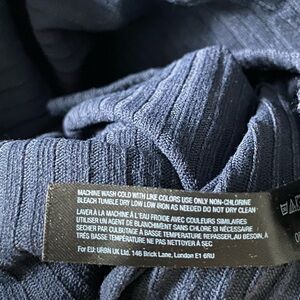 MACHINE WASH COLD WITH LIKE COLORS USE ONLY NON-CHLORINE
BLEACH TUMBLE DRY LOW LOW IRON AS NEEDED DO NOT DRY CLEAN
LAVER À LA MACHINE À L'EAU FROIDE AVEC COULEURS SIMILAIRES
UTILISER UN AGENT DE BLANCHIMENT SANS CHLORE SI NÉCESSAIRE
SÉCHER PAR CULBUTAGE À BASSE TEMPÉRATURE, REPASSER, AU BESOIN, À
TRÈS BASSE TEMPÉRATURE NE PAS NETTOYER À SEC
For EU: URBN UK Ltd. 146 Brick Lane, London E1 6RU